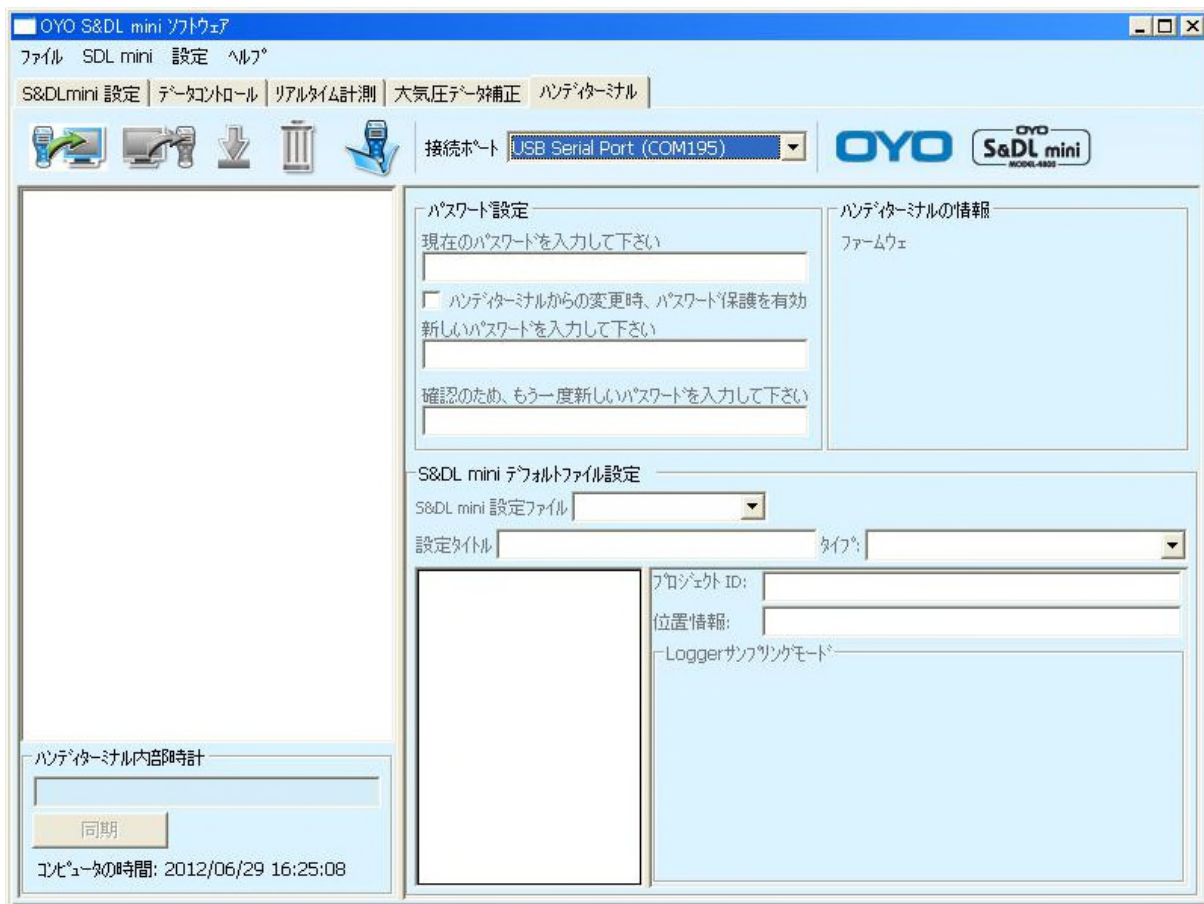 OYO S&DL mini ｿﾌﾄｳｪｱ
ﾌｧｲﾙ SDL mini 設定 ﾍﾙﾌﾟ
S&DLmini 設定 ﾃﾞｰﾀｺﾝﾄﾛｰﾙ ﾘｱﾙﾀｲﾑ計測 大気圧ﾃﾞｰﾀ補正 ﾊﾝﾃﾞｨﾀｰﾐﾅﾙ
接続ﾎﾟｰﾄ USB Serial Port (COM195)
OYO
OYO
S&DL mini
MODEL-4800
ﾊﾟｽﾜｰﾄﾞ設定
現在のﾊﾟｽﾜｰﾄﾞを入力して下さい
ﾊﾝﾃﾞｨﾀｰﾐﾅﾙからの変更時、ﾊﾟｽﾜｰﾄﾞ保護を有効
新しいﾊﾟｽﾜｰﾄﾞを入力して下さい
確認のため、もう一度新しいﾊﾟｽﾜｰﾄﾞを入力して下さい
ﾊﾝﾃﾞｨﾀｰﾐﾅﾙの情報
ﾌｧｰﾑｳｪ
S&DL mini ﾃﾞﾌｫﾙﾄﾌｧｲﾙ設定
S&DL mini 設定ﾌｧｲﾙ
設定ﾀｲﾄﾙ ﾀｲﾌﾟ:
ﾌﾟﾛｼﾞｪｸﾄ ID:
位置情報:
Loggerｻﾝﾌﾟﾘﾝｸﾞﾓｰﾄﾞ
ﾊﾝﾃﾞｨﾀｰﾐﾅﾙ内部時計
同期
ｺﾝﾋﾟｭｰﾀの時間: 2012/06/29 16:25:08